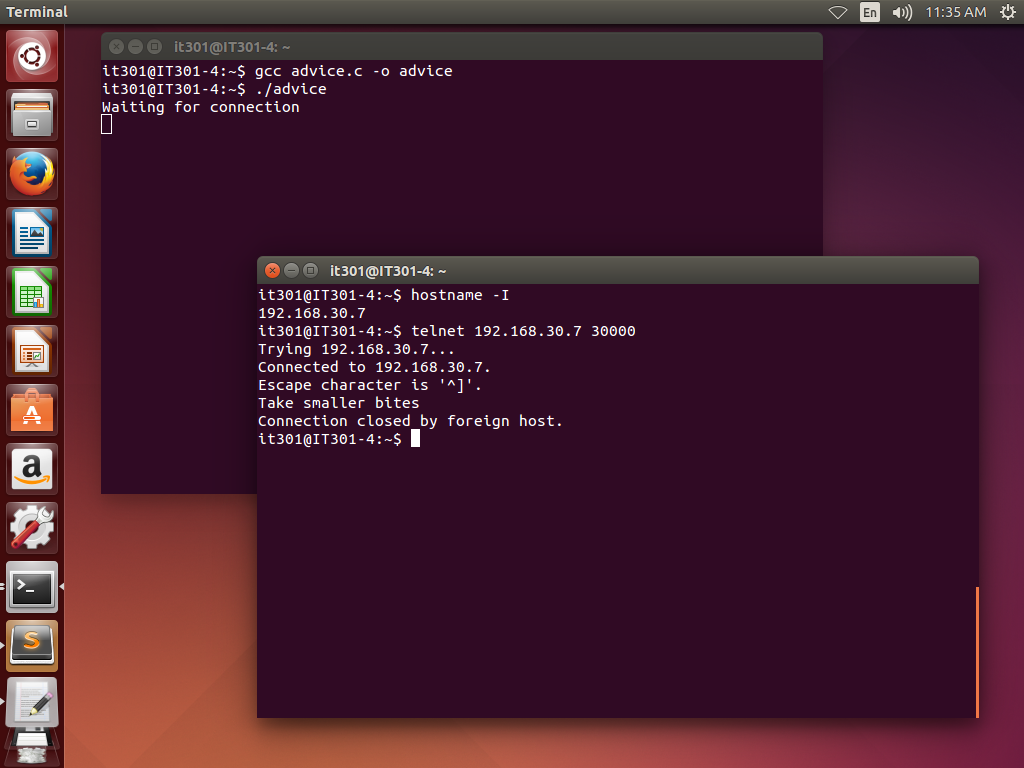 Terminal
En
11:35 AM
it301@IT301-4: ~
it301@IT301-4:~$ gcc advice.c -o advice
it301@IT301-4:~$ ./advice
Waiting for connection
it301@IT301-4: ~
it301@IT301-4:~$ hostname -I
192.168.30.7
it301@IT301-4:~$ telnet 192.168.30.7 30000
Trying 192.168.30.7...
Connected to 192.168.30.7.
Escape character is '^]'.
Take smaller bites
Connection closed by foreign host.
it301@IT301-4:~$